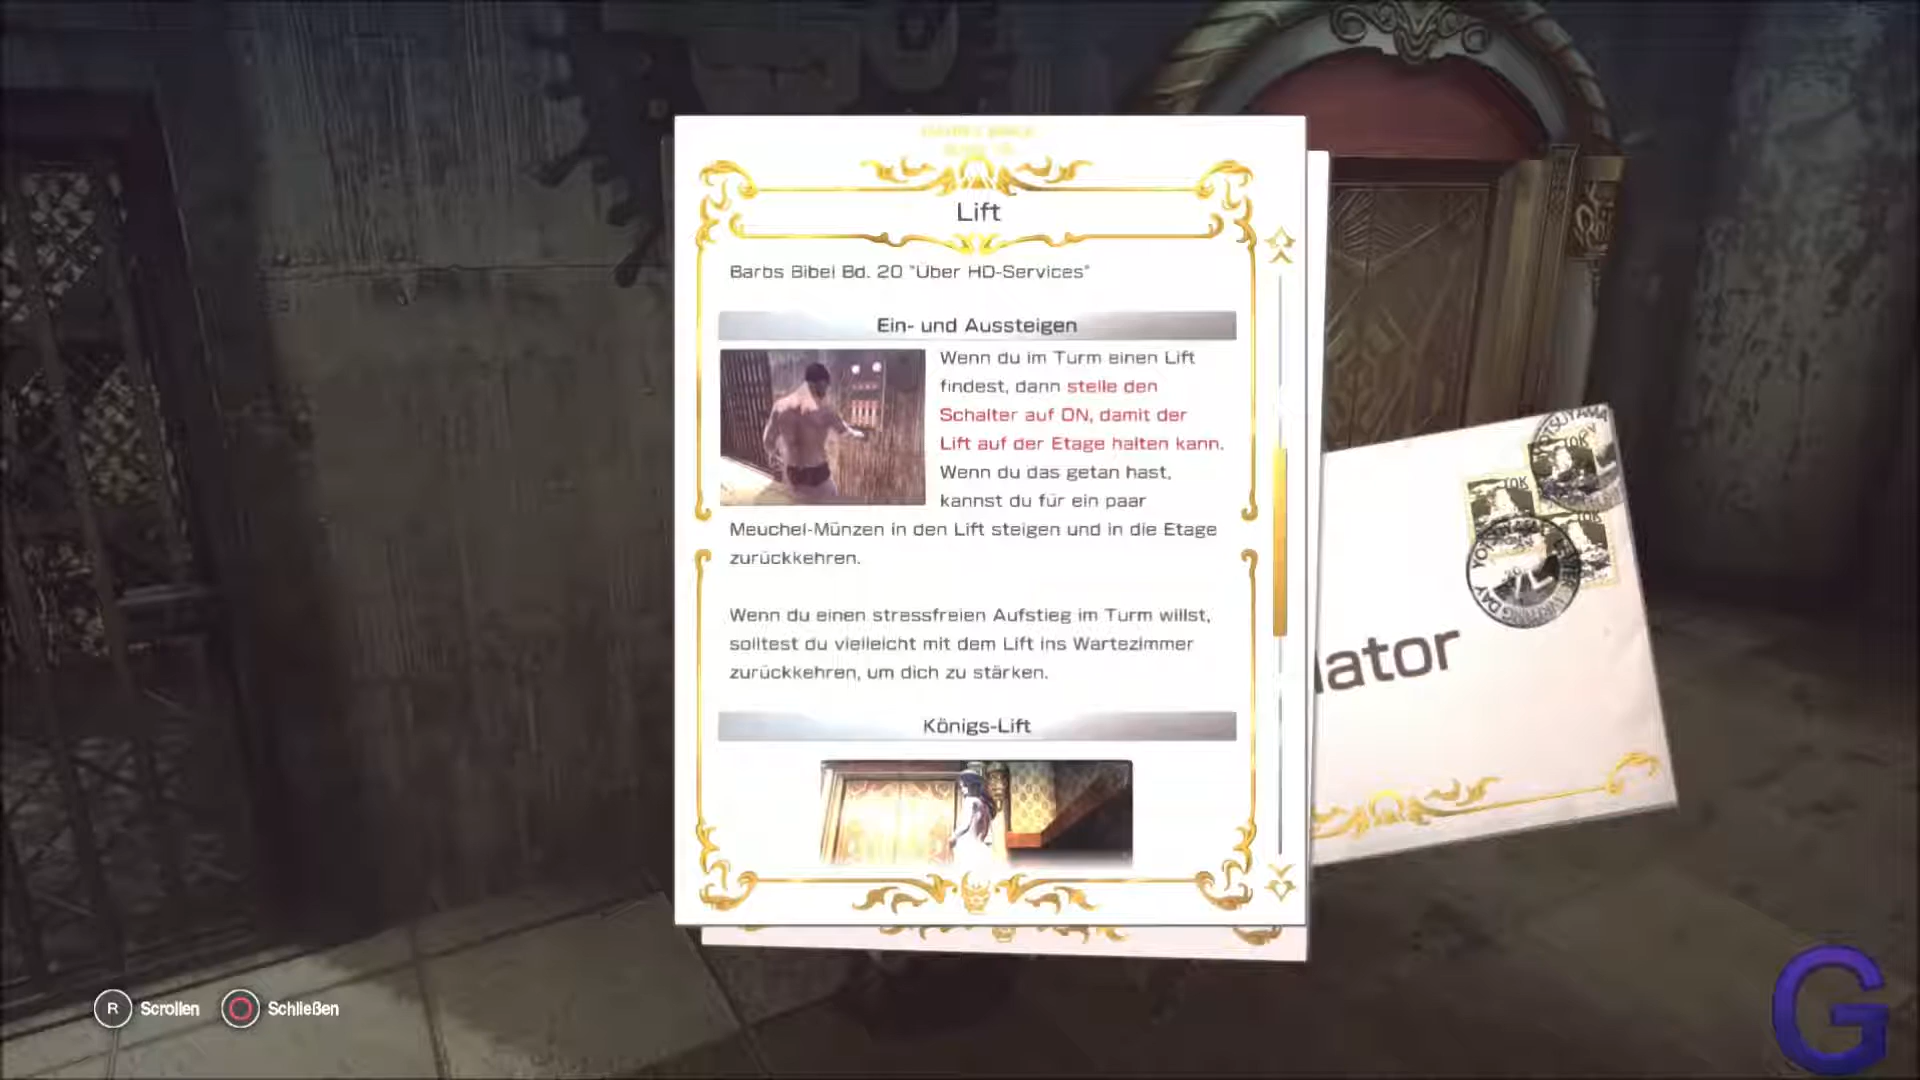 Lift
Barbs Bibel Bd. 20 "Über HD-Services"
Ein- und Aussteigen
Wenn du im Turm einen Lift
findest, dann stelle den
Schalter auf ON, damit der
Lift auf der Etage halten kann.
Wenn du das getan hast,
kannst du für ein paar
Meuchel-Münzen in den Lift steigen und in die Etage
zurückkehren.
Wenn du einen stressfreien Aufstieg im Turm willst,
solltest du vielleicht mit dem Lift ins Wartezimmer
zurückkehren, um dich zu stärken.
Königs-Lift
lator
10K
10K
10K
R Scrollen
Schließen
G